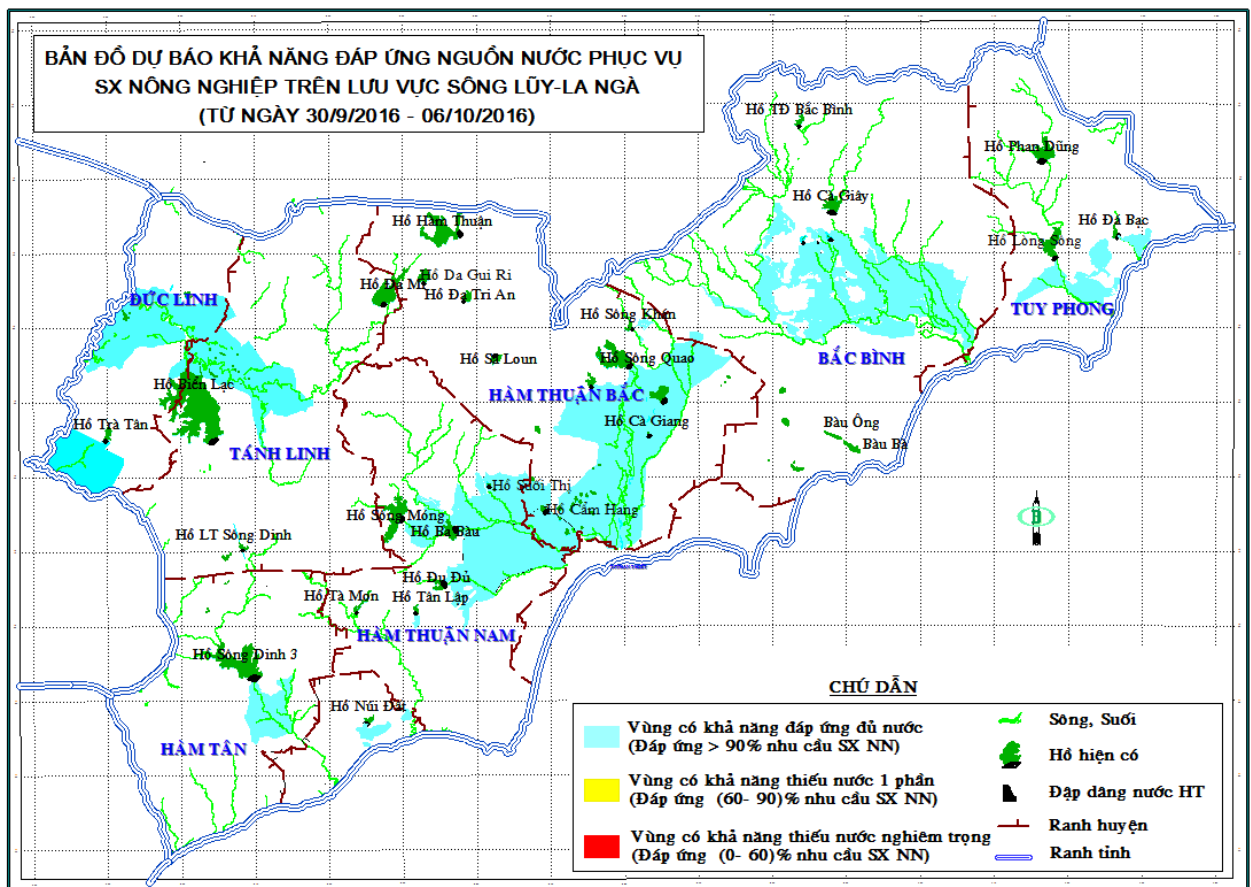 BẢN ĐỒ DỰ BÁO KHẢ NĂNG ĐÁP ỨNG NGUỒN NƯỚC PHỤC VỤ
SX NÔNG NGHIỆP TRÊN LƯU VỰC SÔNG LŨY-LA NGÀ
(TỪ NGÀY 30/9/2016 - 06/10/2016)
Hồ TĐ Bắc Bình
Hồ Phan Dũng
Hồ Cà Giây
Hồ Đá Bạc
Hồ Lòng Sông
Hồ Hàm Thuận
Hồ Da Gui Ri
Hồ Đa Mi
Hồ Đa Tri An
ĐỨC LINH
TUY PHONG
Hồ Sông Khán
BẮC BÌNH
Hồ Sa Loun
Hồ Sông Quao
Hồ Biển Lạc
HÀM THUẬN BẮC
Hồ Cà Giang
Hồ Trà Tân
Bàu Ông
Bàu Bà
TÁNH LINH
Hồ Suối Thị
Hồ Cẩm Hang
Hồ Sông Móng
Hồ Ba Bàu
Hồ LT Sông Dinh
Hồ Đu Đủ
Hồ Tà Mon
Hồ Tân Lập
HÀM THUẬN NAM
Hồ Sông Dinh 3
Hồ Núi Đất
HÀM TÂN
B
CHÚ DẪN
Vùng có khả năng đáp ứng đủ nước
(Đáp ứng > 90% nhu cầu SX NN)
Vùng có khả năng thiếu nước 1 phần
(Đáp ứng (60- 90)% nhu cầu SX NN)
Vùng có khả năng thiếu nước nghiêm trọng
(Đáp ứng (0- 60)% nhu cầu SX NN)
Sông, Suối
Hồ hiện có
Đập dâng nước HT
Ranh huyện
Ranh tỉnh